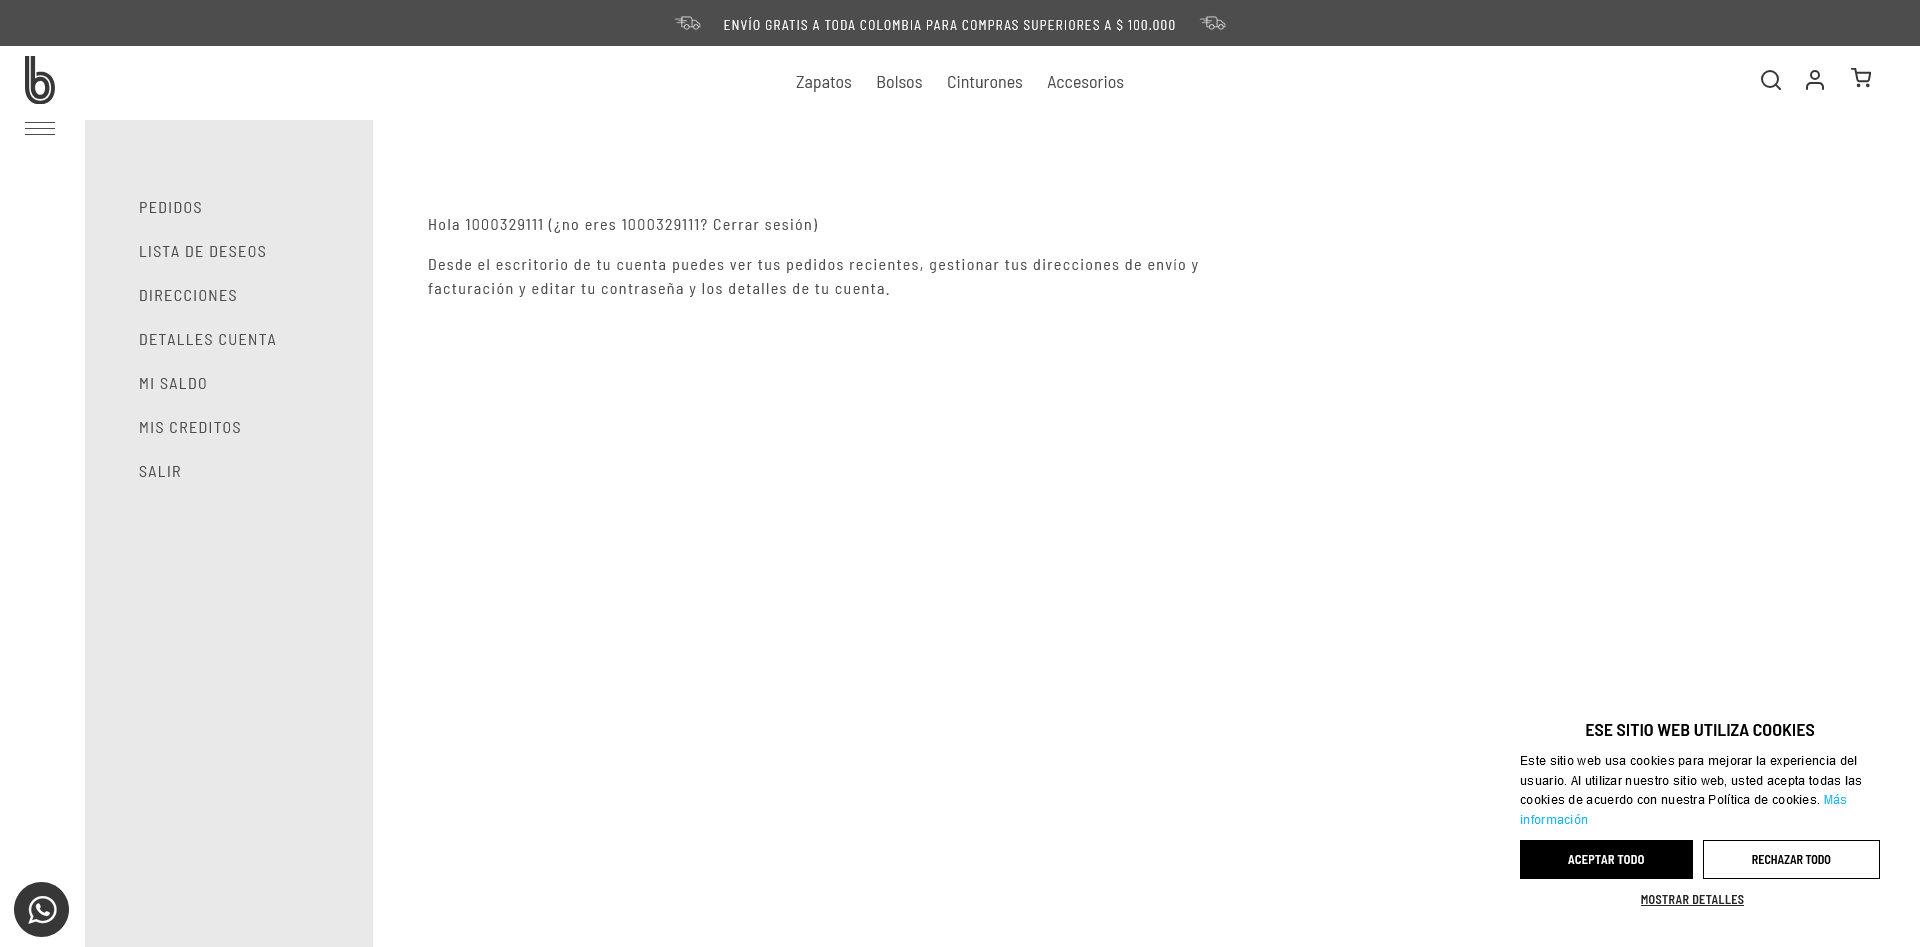 ENVÍO GRATIS A TODA COLOMBIA PARA COMPRAS SUPERIORES A $ 100.000
b
Zapatos Bolsos Cinturones Accesorios
PEDIDOS
LISTA DE DESEOS
DIRECCIONES
DETALLES CUENTA
MI SALDO
MIS CREDITOS
SALIR
Hola 1000329111 (¿no eres 1000329111? Cerrar sesión)
Desde el escritorio de tu cuenta puedes ver tus pedidos recientes, gestionar tus direcciones de envío y
facturación y editar tu contraseña y los detalles de tu cuenta.
ESE SITIO WEB UTILIZA COOKIES
Este sitio web usa cookies para mejorar la experiencia del
usuario. Al utilizar nuestro sitio web, usted acepta todas las
cookies de acuerdo con nuestra Política de cookies. Más
información
ACEPTAR TODO
RECHAZAR TODO
MOSTRAR DETALLES